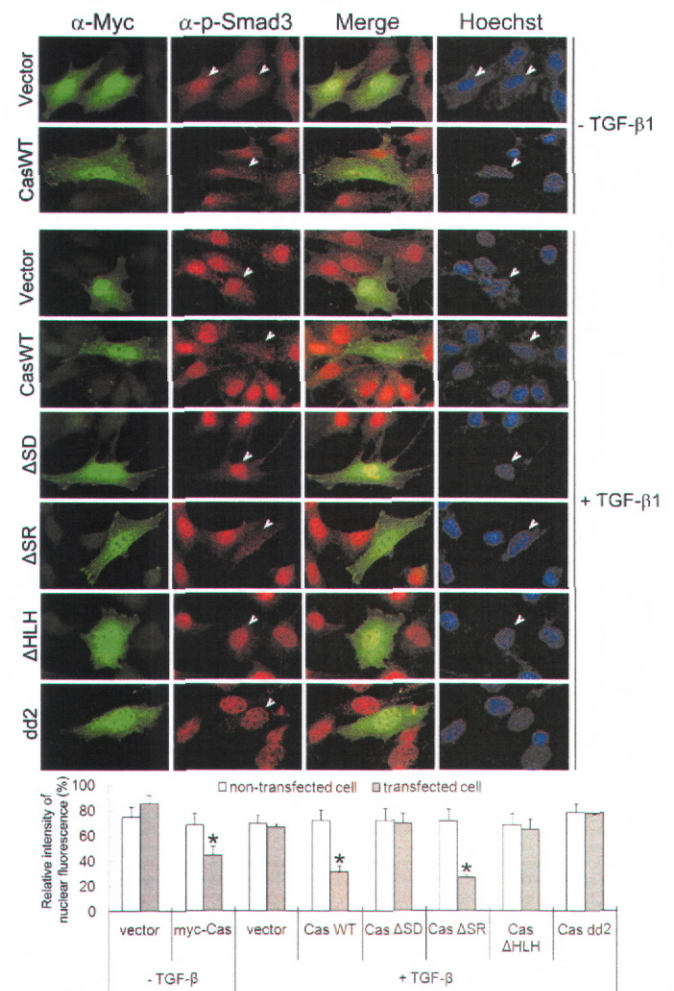 α-Myc α-p-Smad3 Merge Hoechst
Vector
CasWT
- TGF-β1
Vector
CasWT
ΔSD
ΔSR
ΔHLH
dd2
+ TGF-β1
Relative intensity of
nuclear fluorescence (%)
100
80
60
40
20
0
non-transfected cell transfected cell
* * *
vector myc-Cas vector Cas WT Cas ΔSD Cas ΔSR Cas ΔHLH Cas dd2
- TGF-β + TGF-β